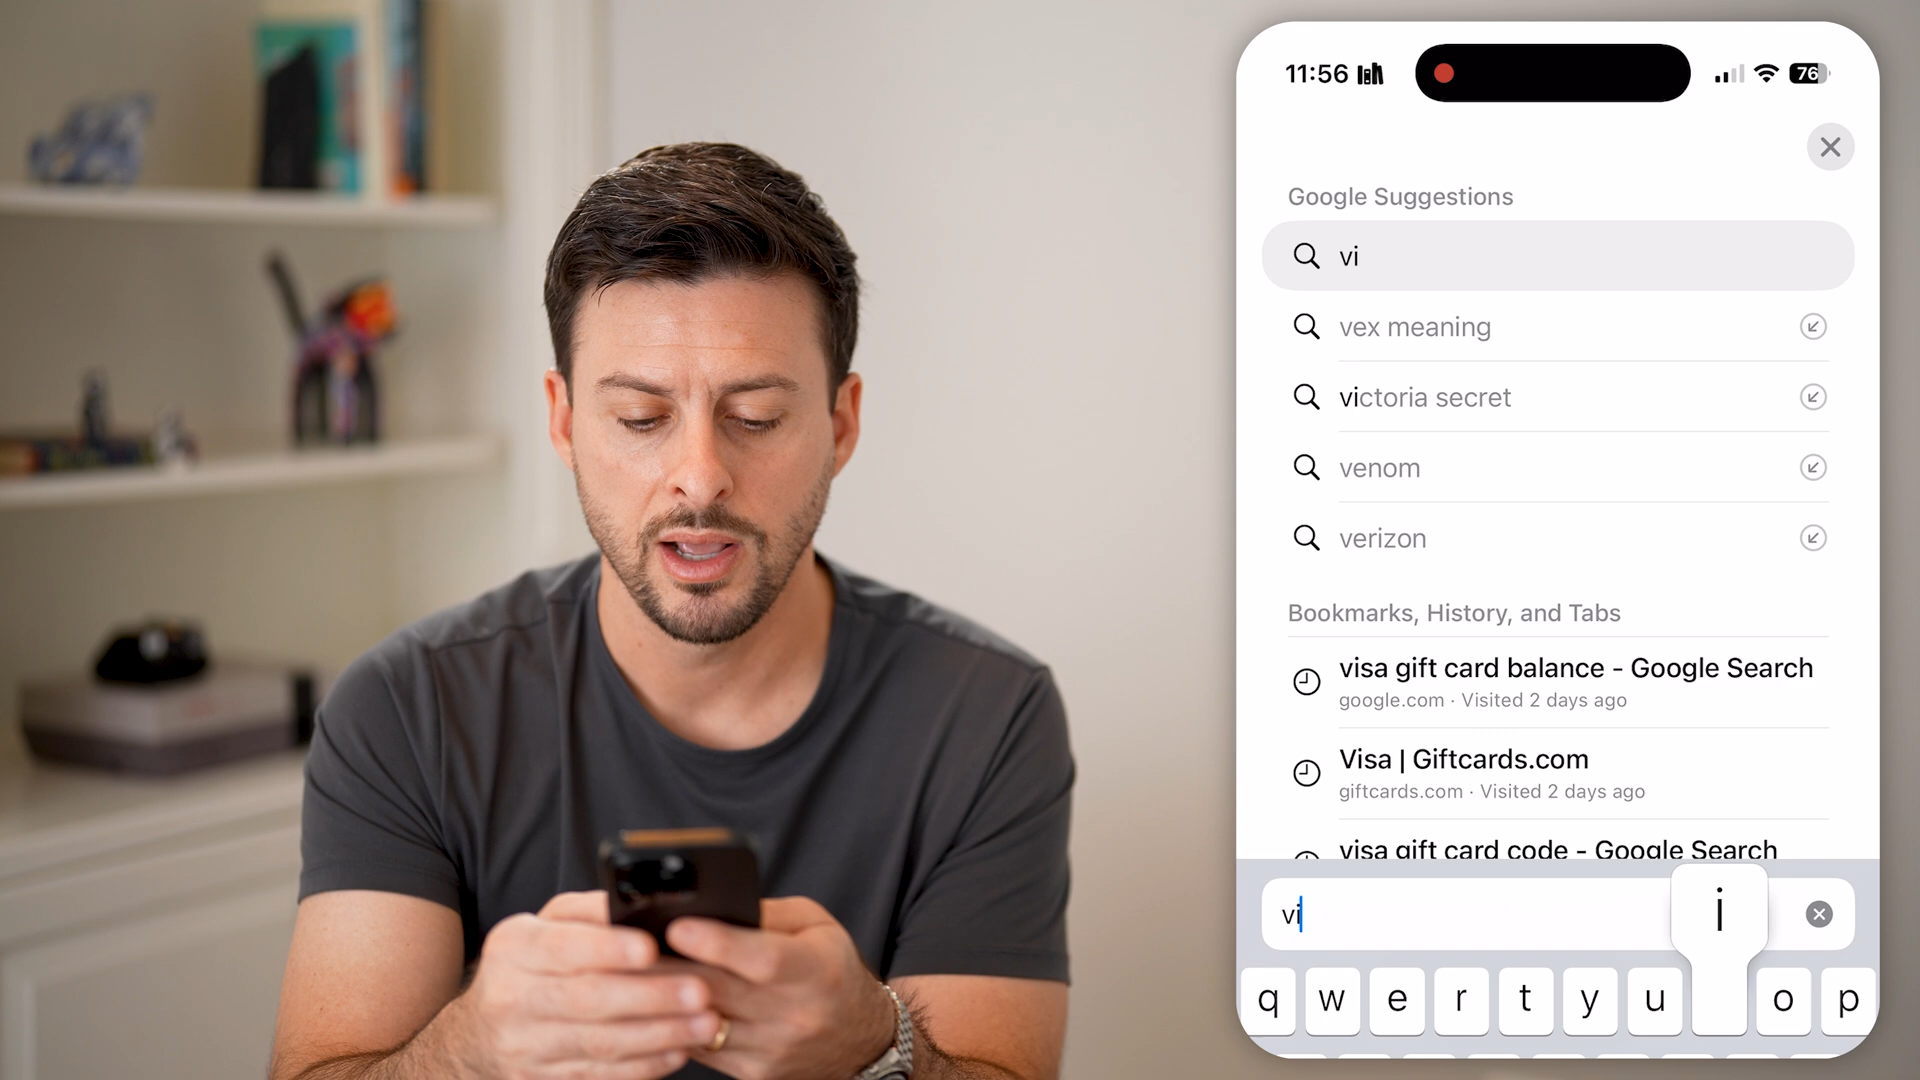 11:56
76
Google Suggestions
vi
vex meaning
victoria secret
venom
verizon
Bookmarks, History, and Tabs
visa gift card balance - Google Search
google.com · Visited 2 days ago
Visa | Giftcards.com
giftcards.com · Visited 2 days ago
visa gift card code - Google Search
vi
i
q w e r t y u o p